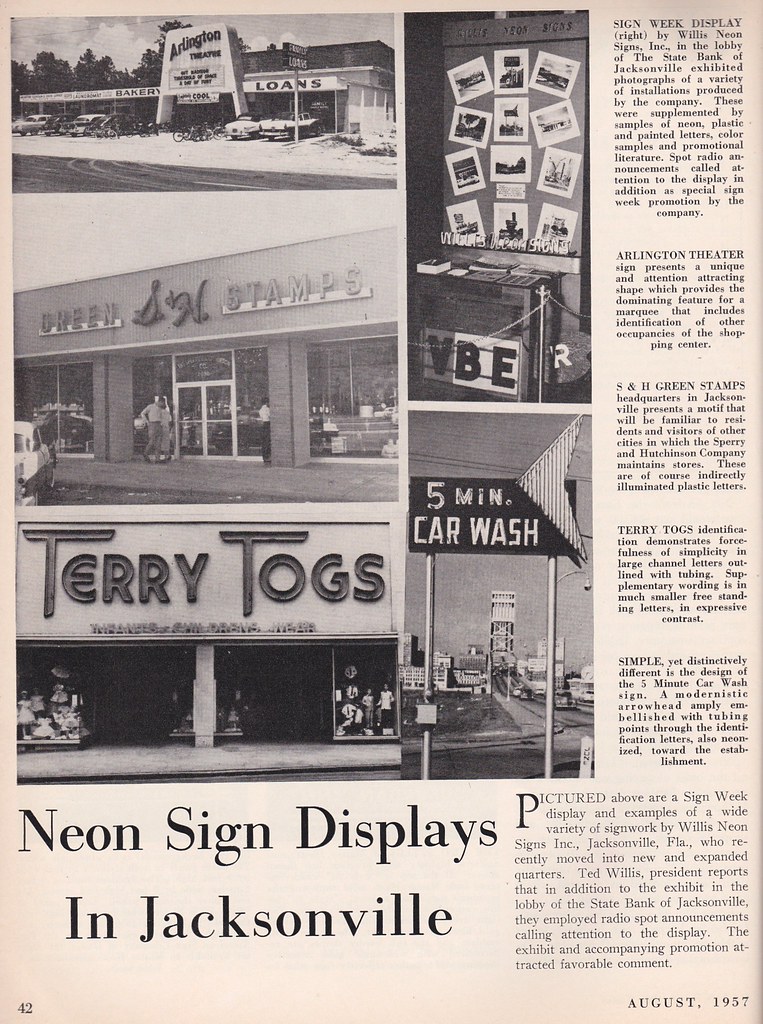 Arlington
THEATRE
COOL
BAKERY
LOANS
LOANS
WILLIS NEON SIGNS
WILLIS NEON SIGNS
VBE
R
GREEN S&H STAMPS
5 MIN.
CAR WASH
TERRY TOGS
INFANTS & CHILDRENS WEAR
SIGN WEEK DISPLAY
(right) by Willis Neon
Signs, Inc., in the lobby
of The State Bank of
Jacksonville exhibited
photographs of a variety
of installations produced
by the company. These
were supplemented by
samples of neon, plastic
and painted letters, color
samples and promotional
literature. Spot radio an-
nouncements called at-
tention to the display in
addition as special sign
week promotion by the
company.
ARLINGTON THEATER
sign presents a unique
and attention attracting
shape which provides the
dominating feature for a
marquee that includes
identification of other
occupancies of the shop-
ping center.
S & H GREEN STAMPS
headquarters in Jackson-
ville presents a motif that
will be familiar to resi-
dents and visitors of other
cities in which the Sperry
and Hutchinson Company
maintains stores. These
are of course indirectly
illuminated plastic letters.
TERRY TOGS identifica-
tion demonstrates force-
fulness of simplicity in
large channel letters out-
lined with tubing. Sup-
plementary wording is in
much smaller free stand-
ing letters, in expressive
contrast.
SIMPLE, yet distinctively
different is the design of
the 5 Minute Car Wash
sign. A modernistic
arrowhead amply em-
bellished with tubing
points through the identi-
fication letters, also neon-
ized, toward the estab-
lishment.
Neon Sign Displays
In Jacksonville
PICTURED above are a Sign Week
display and examples of a wide
variety of signwork by Willis Neon
Signs Inc., Jacksonville, Fla., who re-
cently moved into new and expanded
quarters. Ted Willis, president reports
that in addition to the exhibit in the
lobby of the State Bank of Jacksonville,
they employed radio spot announcements
calling attention to the display. The
exhibit and accompanying promotion at-
tracted favorable comment.
42
AUGUST, 1957